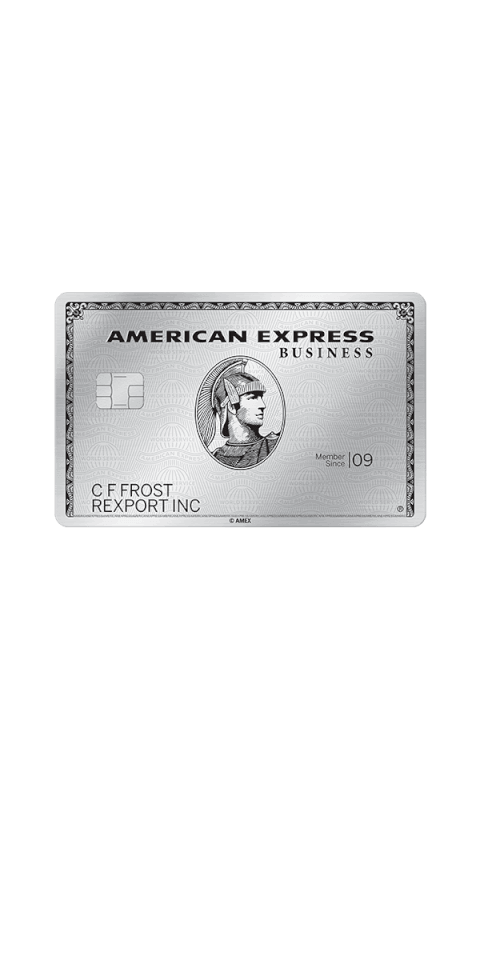 AMERICAN EXPRESS
BUSINESS
Member
Since 09
C F FROST
REXPORT INC
®
© AMEX